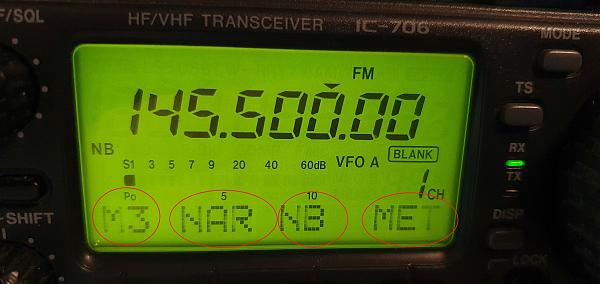 F/SQL HF/VHF TRANSCEIVER IC-706
MODE
FM
145.500.00
TS
NB
S1 3 5 7 9 20 40 60dB VFO A BLANK
RX
TX
1 CH
Po 5 10
M3 NAR NB MET
-SHIFT
DISP
LOCK